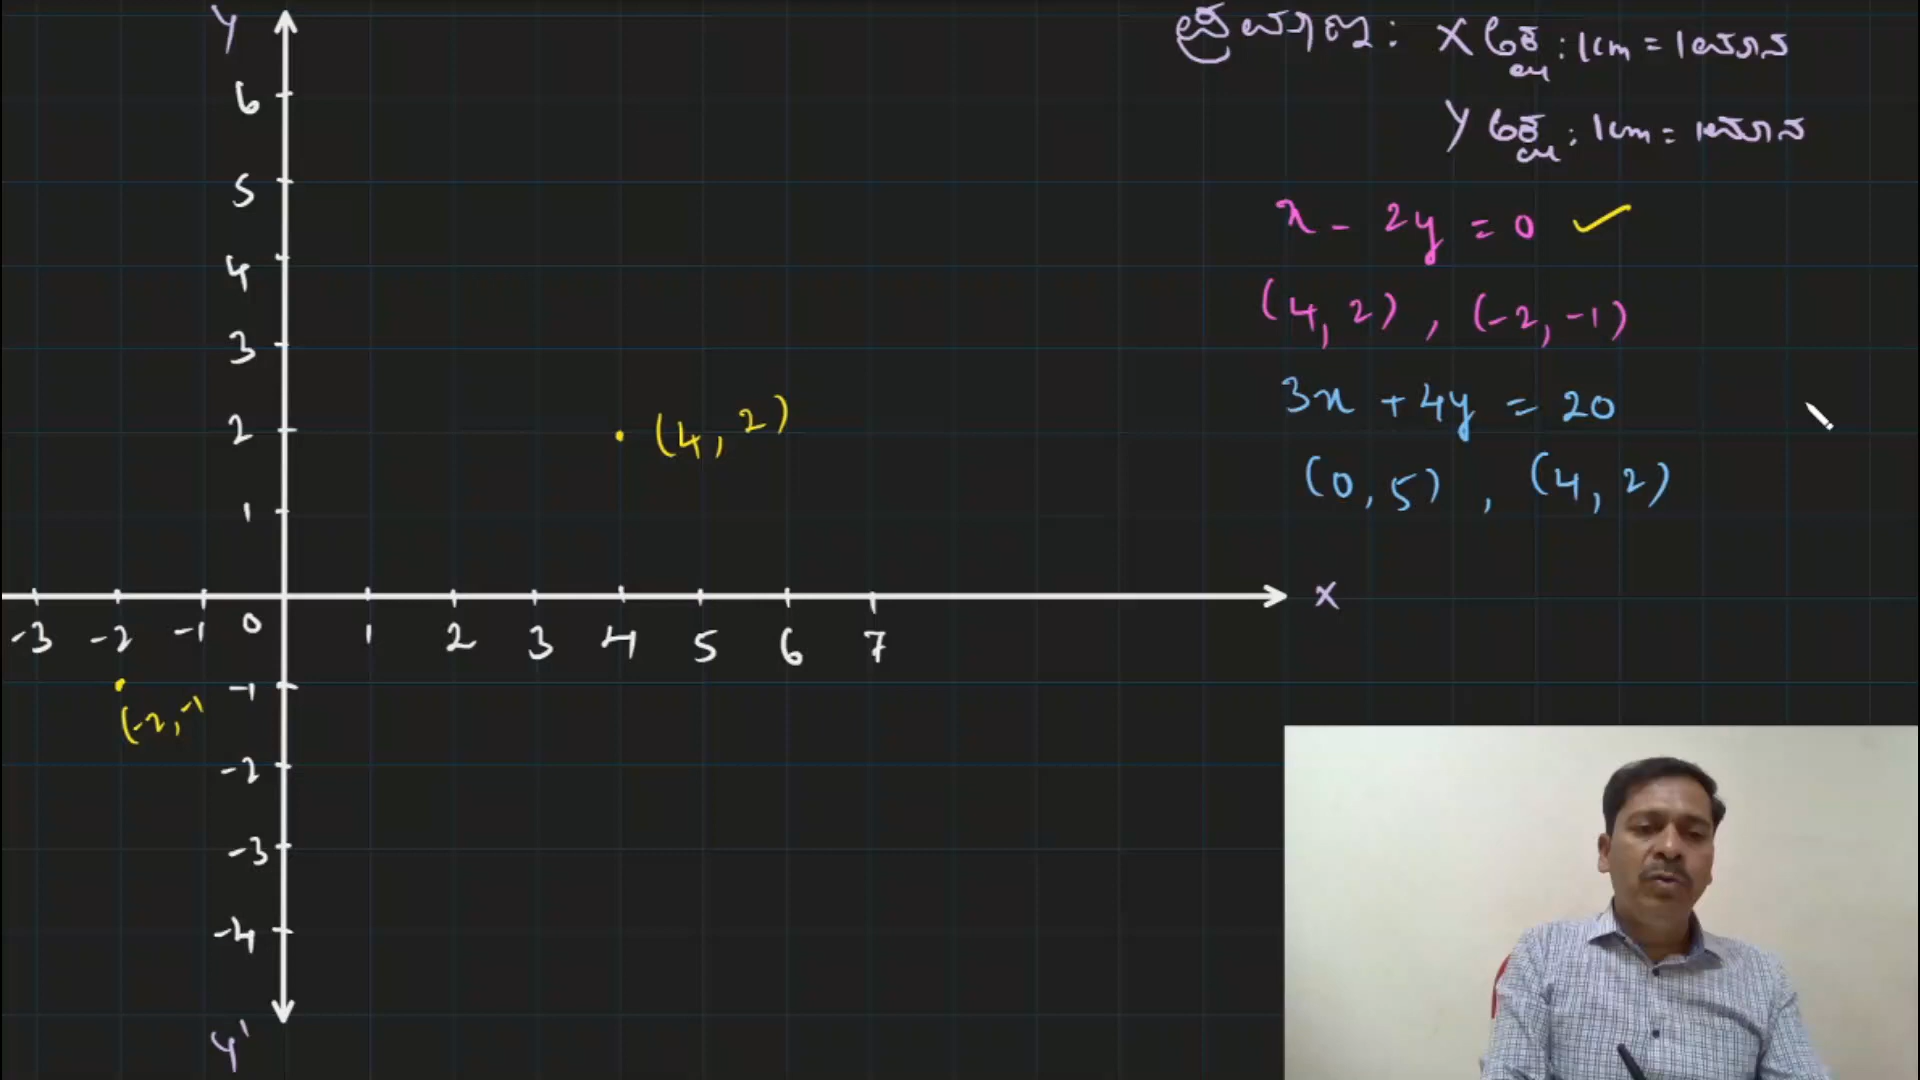 ಪ್ರಮಾಣ : X ಅಕ್ಷ : 1cm = 1ಮಾನ
Y ಅಕ್ಷ : 1cm = 1ಮಾನ
x - 2y = 0 ✓
(4, 2) , (-2, -1)
3x + 4y = 20
(0, 5) , (4, 2)
Y
6
5
4
3
2
1
(4, 2)
X
-3 -2 -1 0 1 2 3 4 5 6 7
(-2, -1
-1
-2
-3
-4
Y'